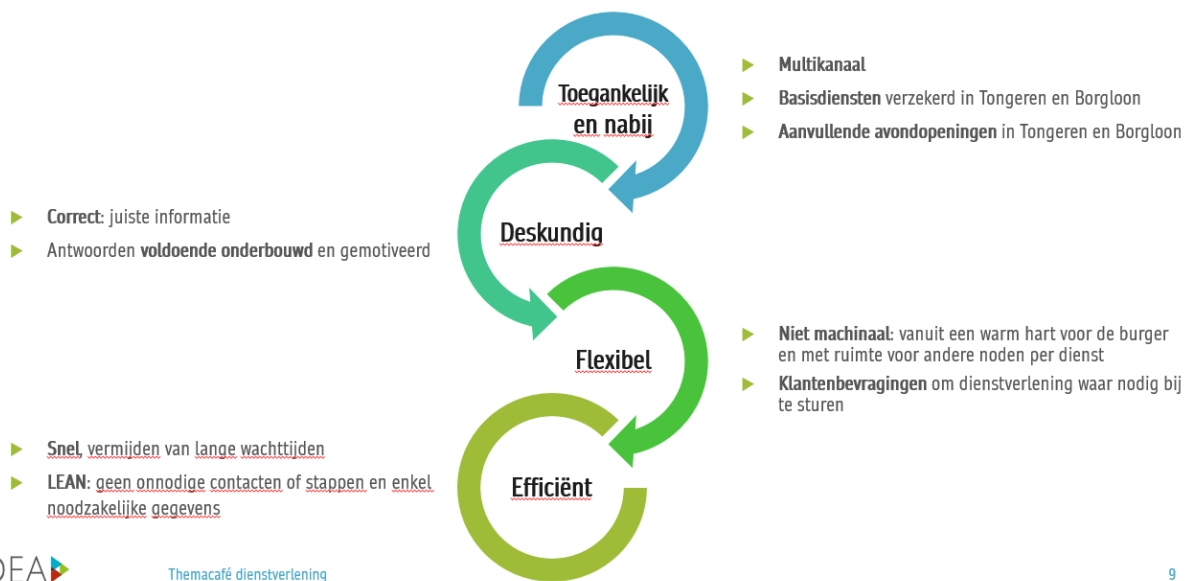 Toegankelijk
en nabij
Multikanaal
Basisdiensten verzekerd in Tongeren en Borgloon
Aanvullende avondopeningen in Tongeren en Borgloon
Deskundig
Correct: juiste informatie
Antwoorden voldoende onderbouwd en gemotiveerd
Flexibel
Niet machinaal: vanuit een warm hart voor de burger
en met ruimte voor andere noden per dienst
Klantenbevragingen om dienstverlening waar nodig bij
te sturen
Efficiënt
Snel, vermijden van lange wachttijden
LEAN: geen onnodige contacten of stappen en enkel
noodzakelijke gegevens
Themacafé dienstverlening
9